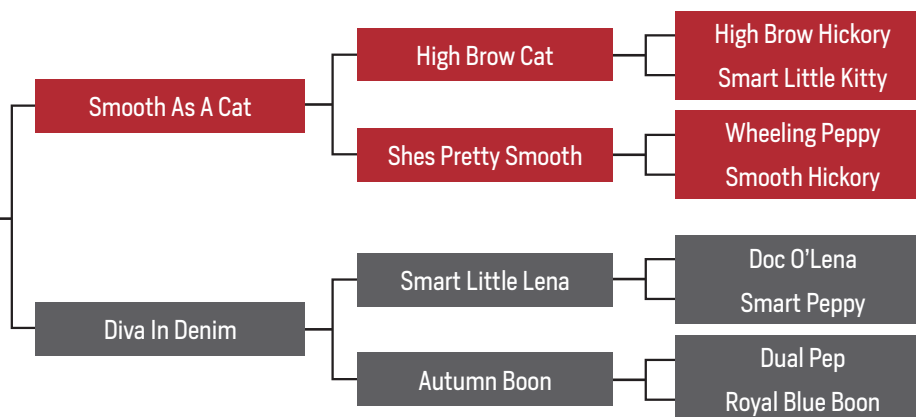 Smooth As A Cat
High Brow Cat
High Brow Hickory
Smart Little Kitty
Shes Pretty Smooth
Wheeling Peppy
Smooth Hickory
Diva In Denim
Smart Little Lena
Doc O'Lena
Smart Peppy
Autumn Boon
Dual Pep
Royal Blue Boon